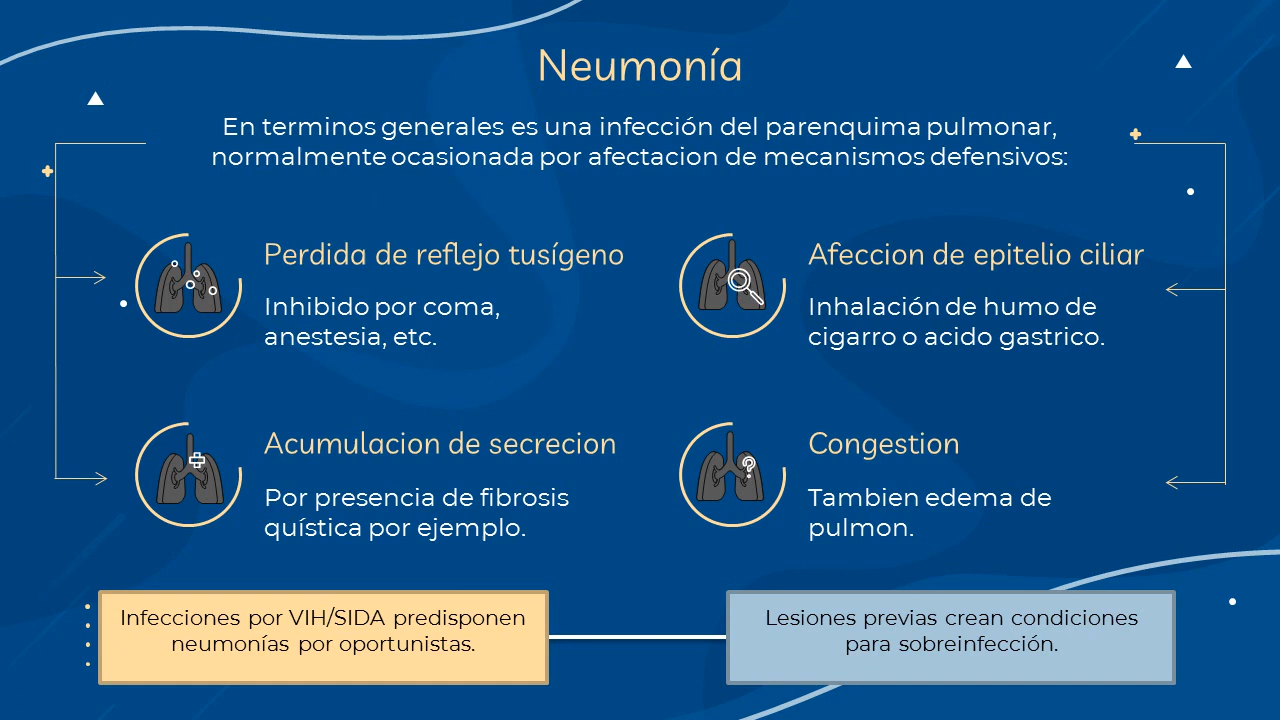 Neumonía
En terminos generales es una infección del parenquima pulmonar,
normalmente ocasionada por afectacion de mecanismos defensivos:
Perdida de reflejo tusígeno
Inhibido por coma,
anestesia, etc.
Afeccion de epitelio ciliar
Inhalación de humo de
cigarro o acido gastrico.
Acumulacion de secrecion
Por presencia de fibrosis
quística por ejemplo.
Congestion
Tambien edema de
pulmon.
Infecciones por VIH/SIDA predisponen
neumonías por oportunistas.
Lesiones previas crean condiciones
para sobreinfección.